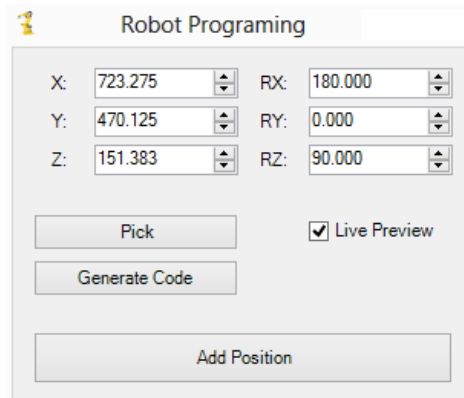 Robot Programing
X: 723.275 RX: 180.000
Y: 470.125 RY: 0.000
Z: 151.383 RZ: 90.000
Pick Live Preview
Generate Code
Add Position